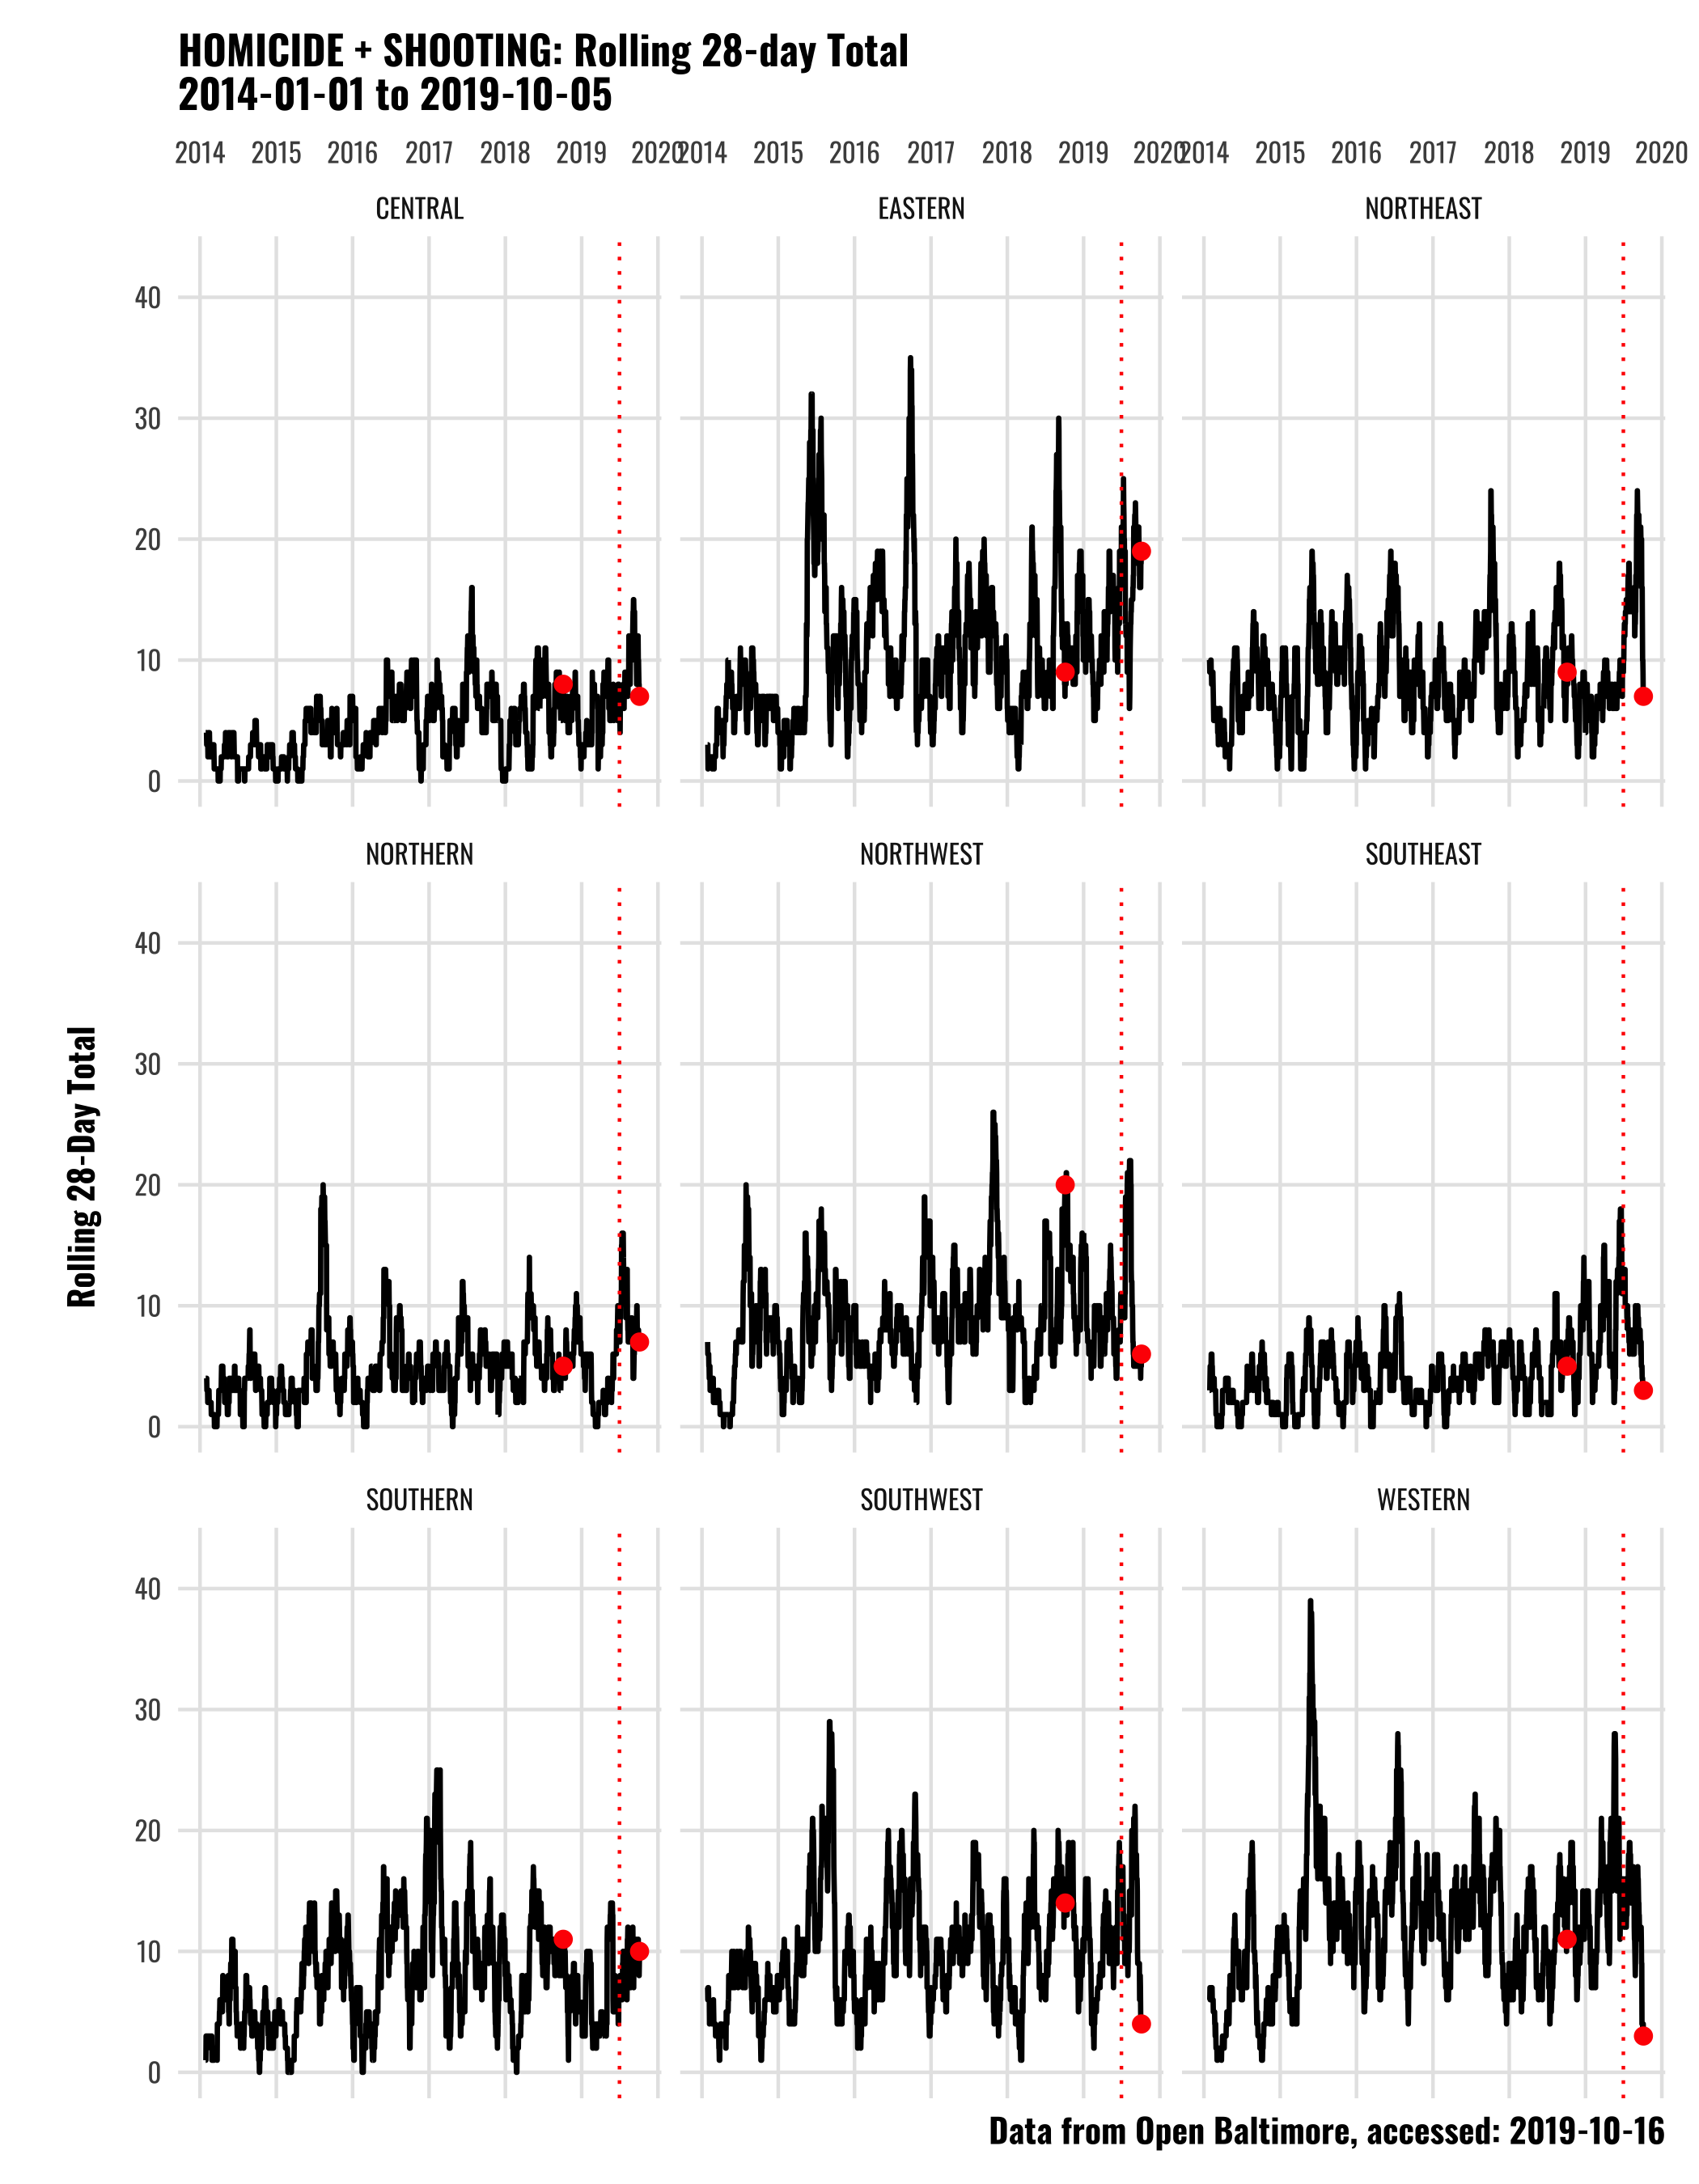 HOMICIDE + SHOOTING: Rolling 28-day Total
2014-01-01 to 2019-10-05
2014 2015 2016 2017 2018 2019 2020 2014 2015 2016 2017 2018 2019 2020 2014 2015 2016 2017 2018 2019 2020
CENTRAL EASTERN NORTHEAST
40
30
20
10
0
NORTHERN NORTHWEST SOUTHEAST
40
30
20
10
0
Rolling 28-Day Total
SOUTHERN SOUTHWEST WESTERN
40
30
20
10
0
Data from Open Baltimore, accessed: 2019-10-16